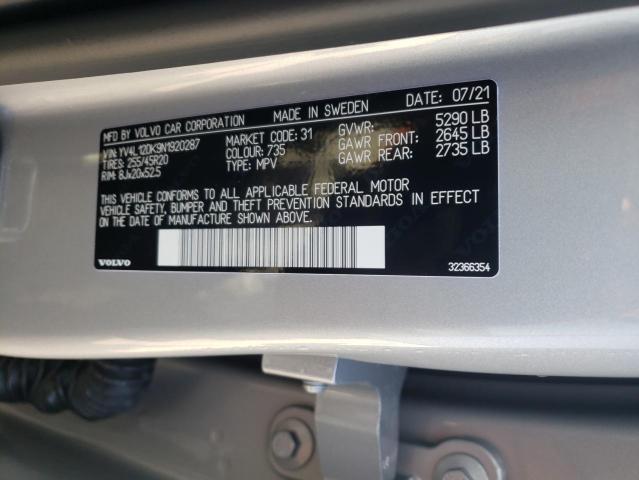 MFD BY VOLVO CAR CORPORATION MADE IN SWEDEN DATE: 07/21
VIN: YV4L12DK9N1920287 MARKET CODE: 31 GVWR: 5290 LB
TIRES: 255/45R20 COLOUR: 735 GAWR FRONT: 2645 LB
RIM: 8Jx20x52.5 TYPE: MPV GAWR REAR: 2735 LB
THIS VEHICLE CONFORMS TO ALL APPLICABLE FEDERAL MOTOR
VEHICLE SAFETY, BUMPER AND THEFT PREVENTION STANDARDS IN EFFECT
ON THE DATE OF MANUFACTURE SHOWN ABOVE.
VOLVO 32366354